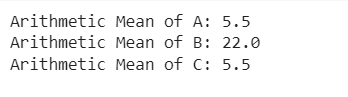 Arithmetic Mean of A: 5.5
Arithmetic Mean of B: 22.0
Arithmetic Mean of C: 5.5